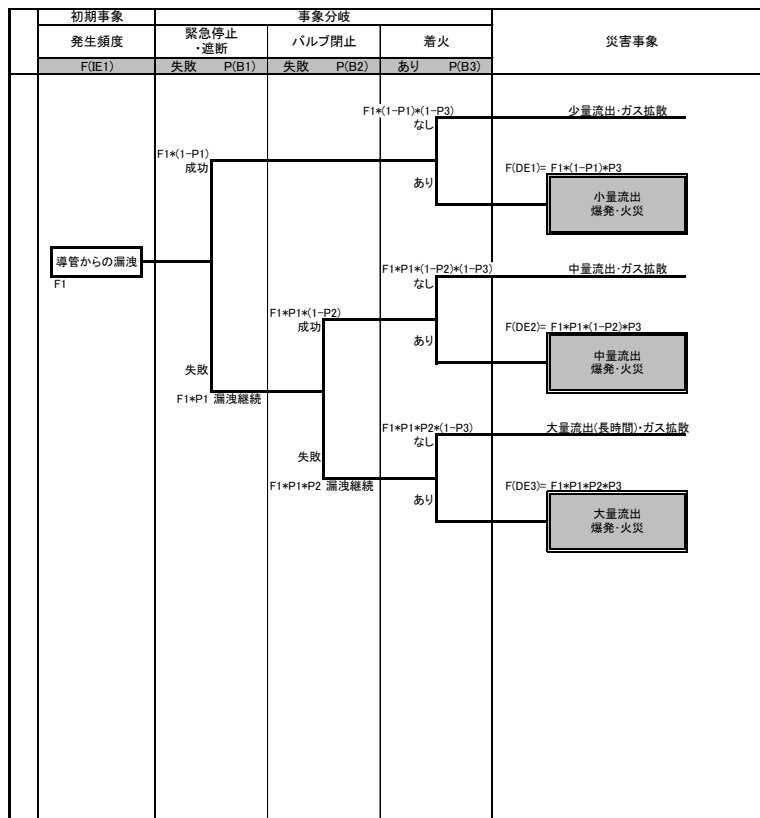 初期事象
事象分岐
発生頻度
緊急停止
・遮断
バルブ閉止
着火
災害事象
F(IE1)
失敗 P(B1)
失敗 P(B2)
あり P(B3)
F1*(1-P1)*(1-P3)
なし
少量流出・ガス拡散
F1*(1-P1)
成功
あり
F(DE1)= F1*(1-P1)*P3
小量流出
爆発・火災
導管からの漏洩
F1
F1*P1*(1-P2)*(1-P3)
なし
中量流出・ガス拡散
F1*P1*(1-P2)
成功
あり
F(DE2)= F1*P1*(1-P2)*P3
中量流出
爆発・火災
失敗
F1*P1 漏洩継続
F1*P1*P2*(1-P3)
なし
大量流出(長時間)・ガス拡散
失敗
F1*P1*P2 漏洩継続
あり
F(DE3)= F1*P1*P2*P3
大量流出
爆発・火災